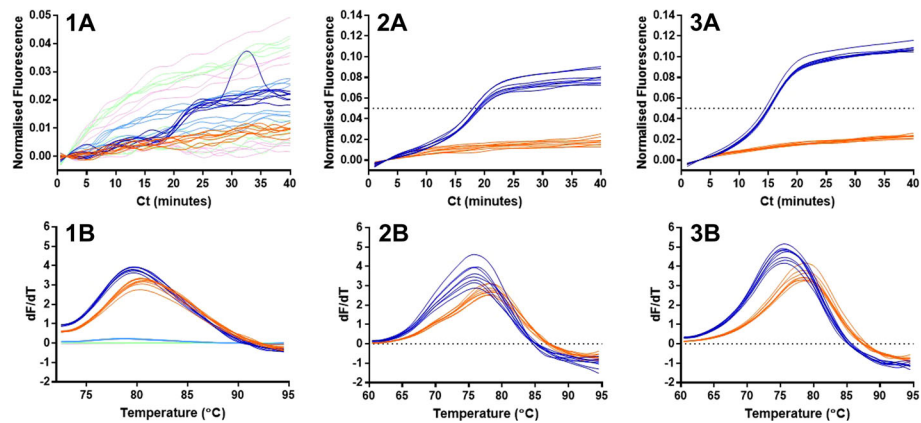 1A
Normalised Fluorescence
0.05
0.04
0.03
0.02
0.01
0.00
0 5 10 15 20 25 30 35 40
Ct (minutes)
2A
Normalised Fluorescence
0.14
0.12
0.10
0.08
0.06
0.04
0.02
0.00
0 5 10 15 20 25 30 35 40
Ct (minutes)
3A
Normalised Fluorescence
0.14
0.12
0.10
0.08
0.06
0.04
0.02
0.00
0 5 10 15 20 25 30 35 40
Ct (minutes)
1B
dF/dT
6
5
4
3
2
1
0
-1
-2
75 80 85 90 95
Temperature (°C)
2B
dF/dT
6
5
4
3
2
1
0
-1
-2
60 65 70 75 80 85 90 95
Temperature (°C)
3B
dF/dT
6
5
4
3
2
1
0
-1
-2
60 65 70 75 80 85 90 95
Temperature (°C)